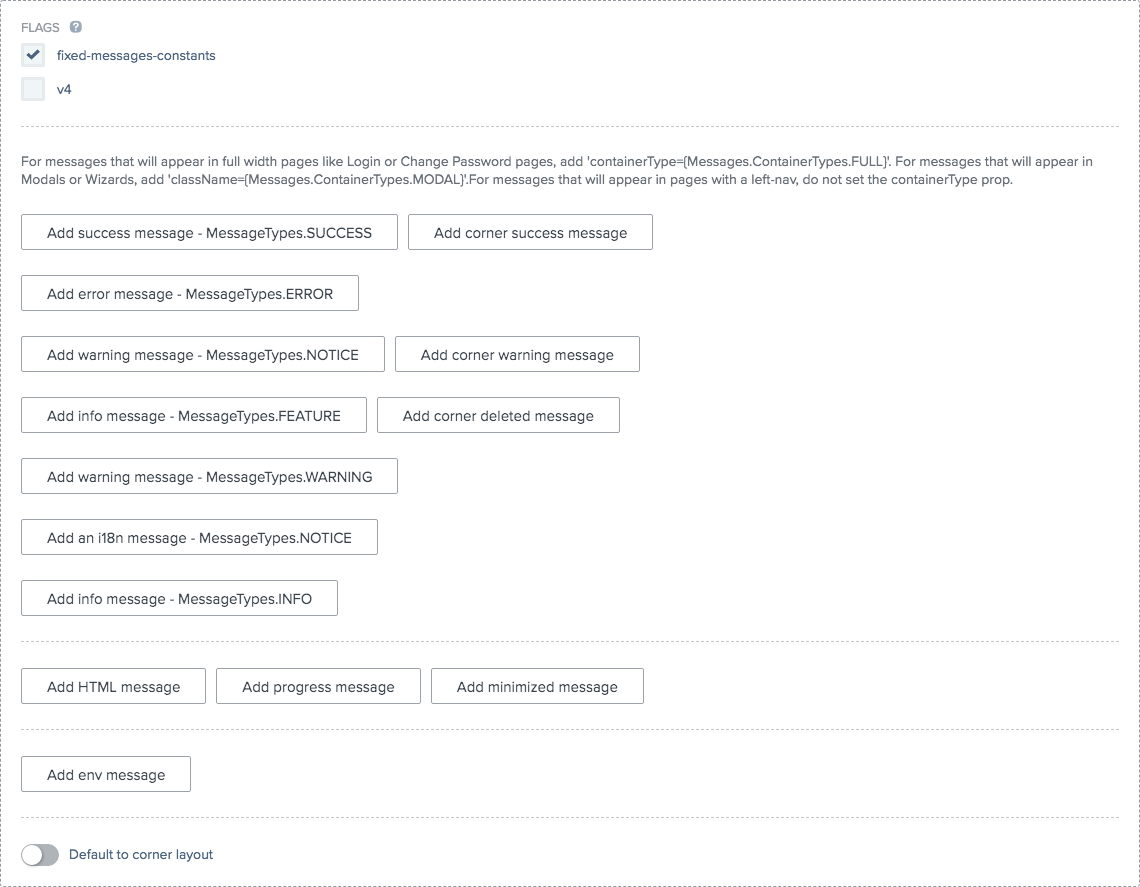 FLAGS ?
fixed-messages-constants
v4
For messages that will appear in full width pages like Login or Change Password pages, add 'containerType={Messages.ContainerTypes.FULL}'. For messages that will appear in
Modals or Wizards, add 'className={Messages.ContainerTypes.MODAL}'.For messages that will appear in pages with a left-nav, do not set the containerType prop.
Add success message - MessageTypes.SUCCESS Add corner success message
Add error message - MessageTypes.ERROR
Add warning message - MessageTypes.NOTICE Add corner warning message
Add info message - MessageTypes.FEATURE Add corner deleted message
Add warning message - MessageTypes.WARNING
Add an i18n message - MessageTypes.NOTICE
Add info message - MessageTypes.INFO
Add HTML message Add progress message Add minimized message
Add env message
Default to corner layout